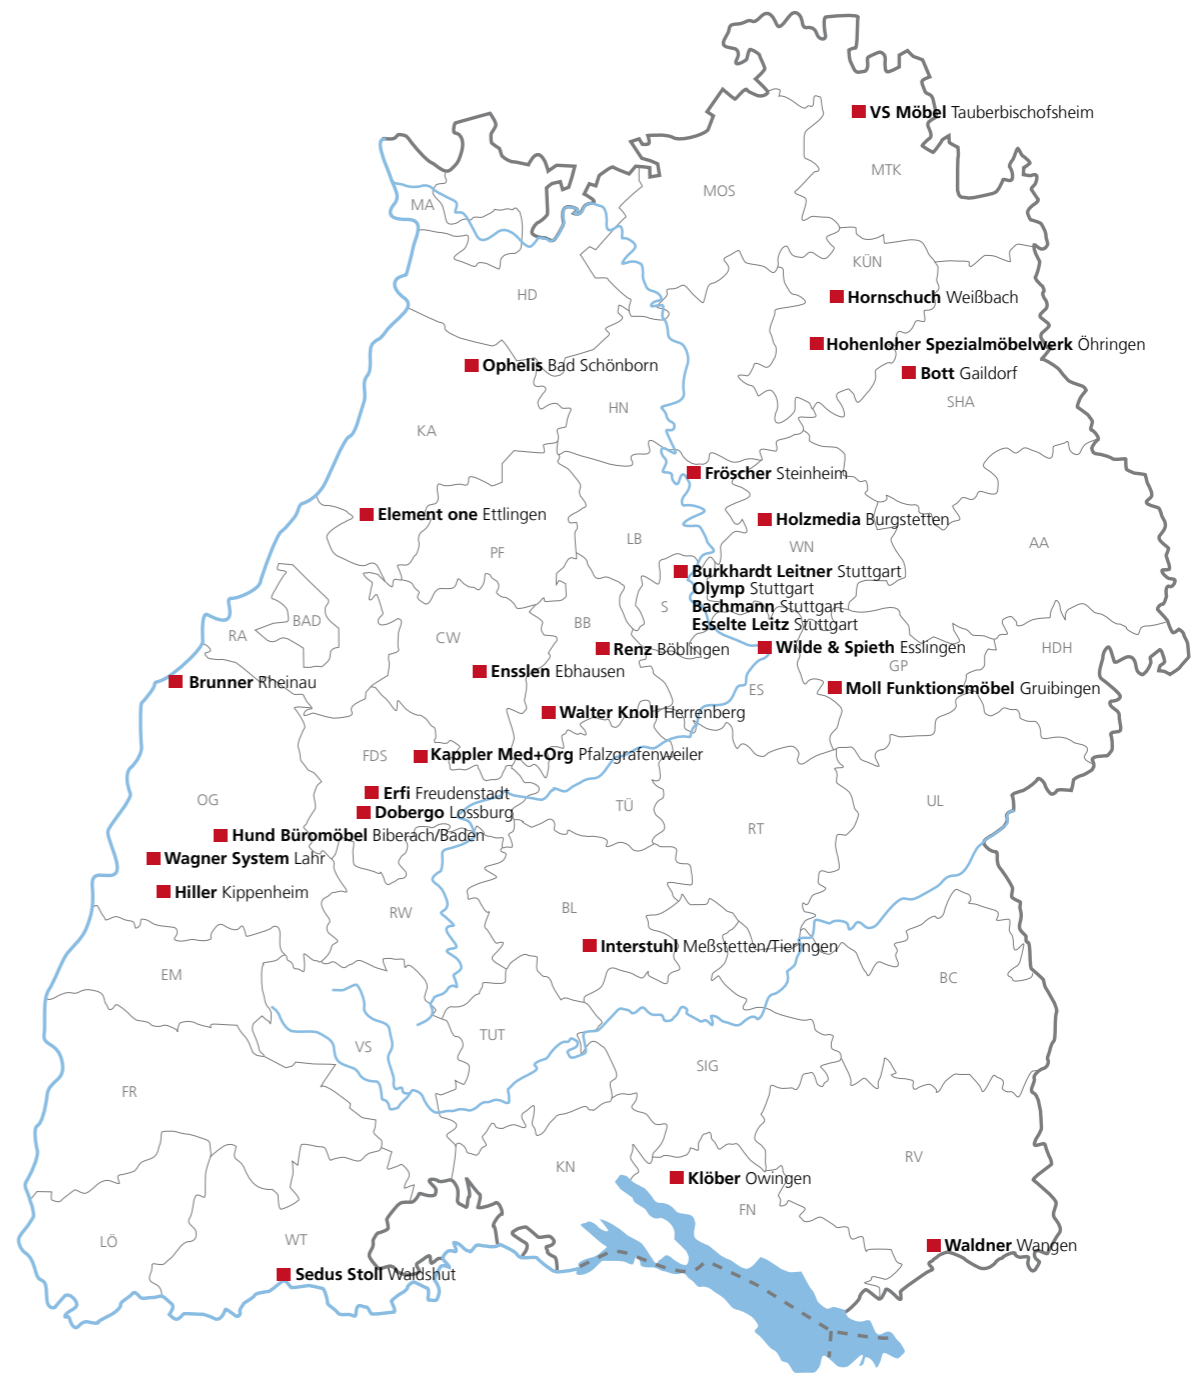 VS Möbel Tauberbischofsheim
MTK
MOS
MA
KÜN
HD
Hornschuch Weißbach
Hohenloher Spezialmöbelwerk Öhringen
Ophelis Bad Schönborn
Bott Gaildorf
SHA
HN
KA
Fröscher Steinheim
Element one Ettlingen
Holzmedia Burgstetten
LB
WN
AA
PF
Burkhardt Leitner Stuttgart
Olymp Stuttgart
S
Bachmann Stuttgart
Esselte Leitz Stuttgart
BAD
BB
RA
CW
Renz Böblingen
Wilde & Spieth Esslingen
HDH
GP
Ensslen Ebhausen
Brunner Rheinau
ES
Moll Funktionsmöbel Gruibingen
Walter Knoll Herrenberg
FDS
Kappler Med+Org Pfalzgrafenweiler
Erfi Freudenstadt
OG
TÜ
UL
Dobergo Lossburg
RT
Hund Büromöbel Biberach/Baden
Wagner System Lahr
Hiller Kippenheim
RW
BL
Interstuhl Meßstetten/Tieringen
EM
BC
TUT
VS
SIG
FR
RV
KN
Klöber Owingen
FN
LÖ
WT
Waldner Wangen
Sedus Stoll Waldshut